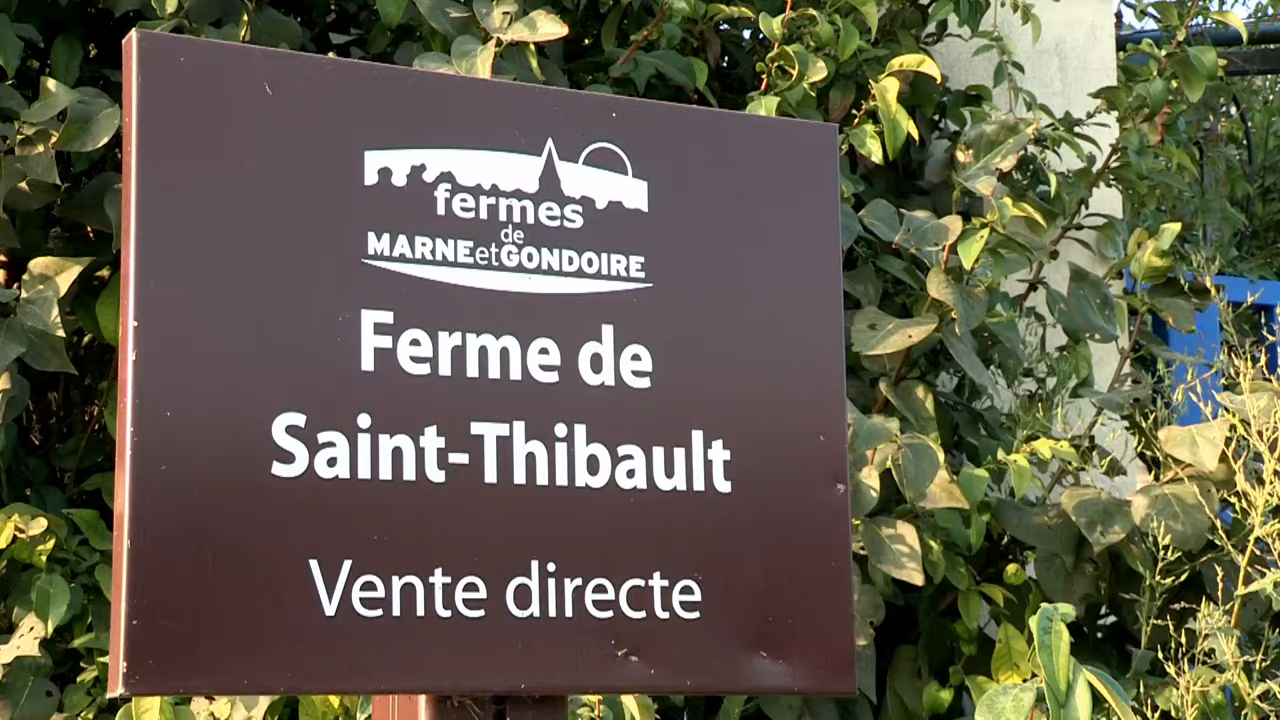 fermes
de
MARNEetGONDOIRE
Ferme de
Saint-Thibault
Vente directe